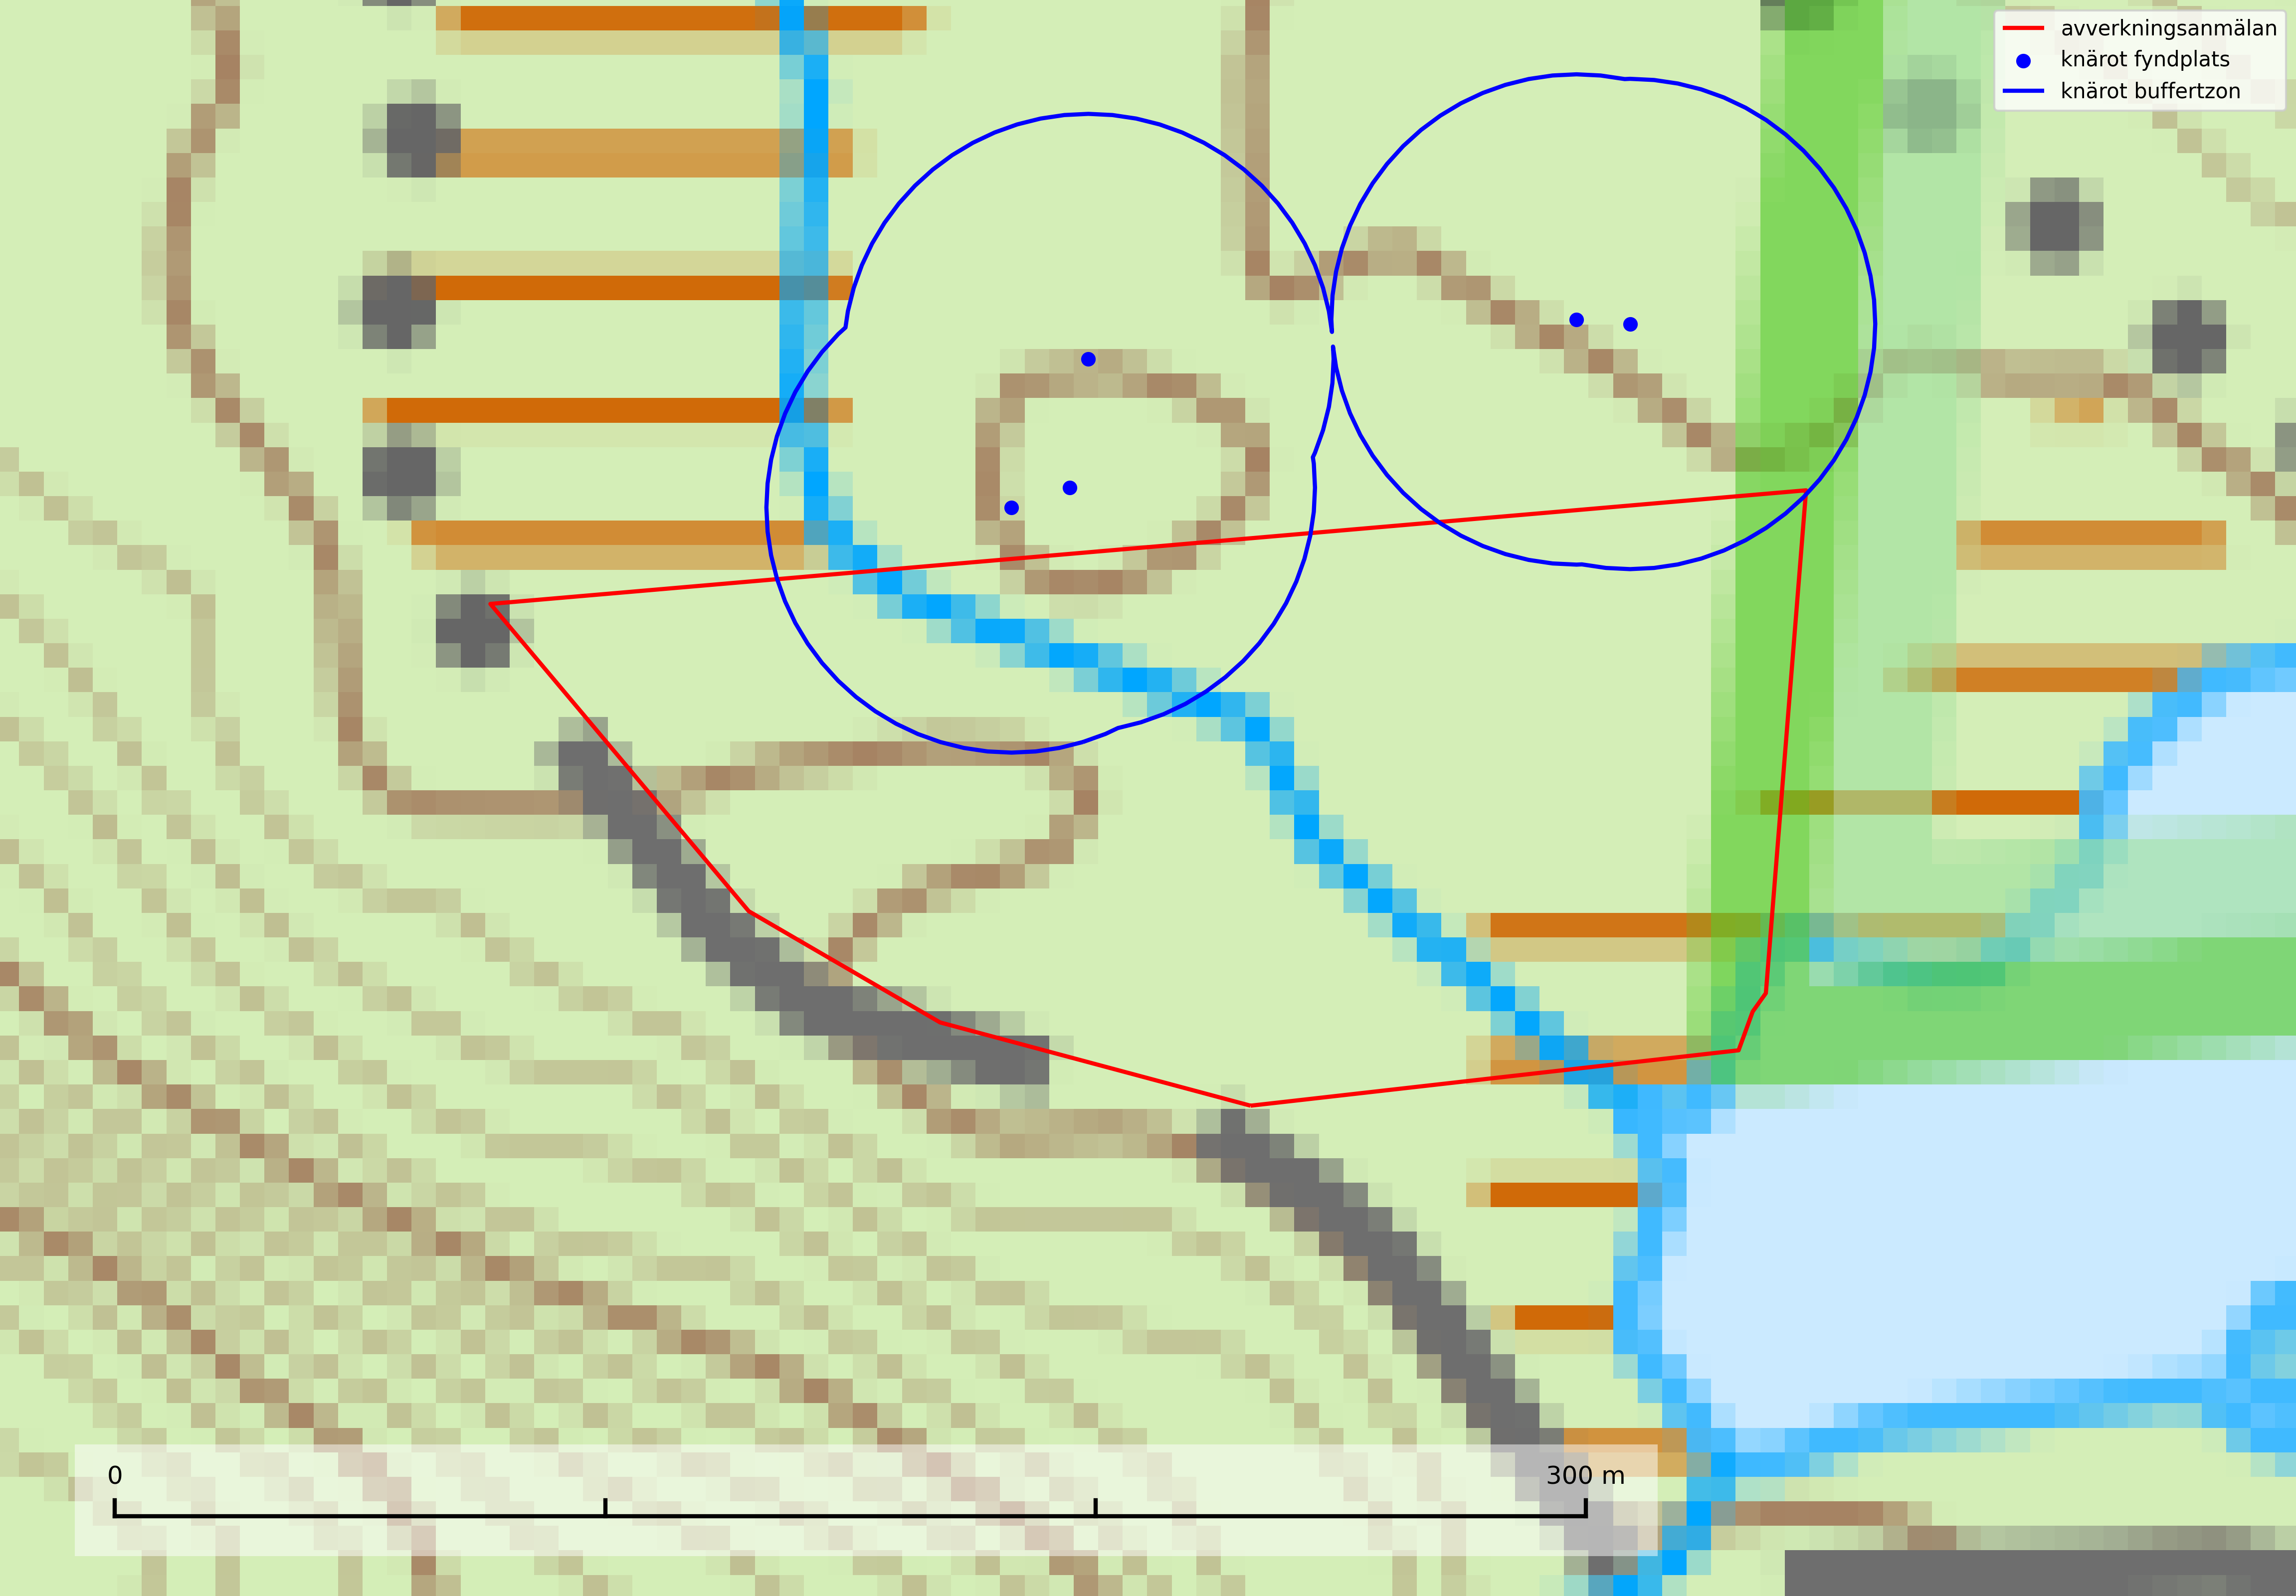 avverkningsanmälan
knärot fyndplats
knärot buffertzon
0
300 m